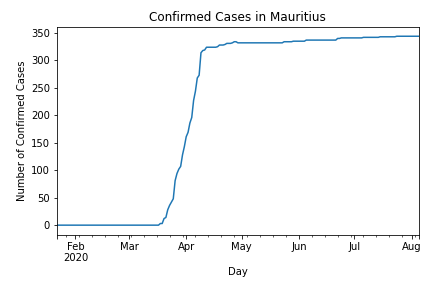 Confirmed Cases in Mauritius
350
300
250
200
150
100
50
0
Number of Confirmed Cases
Feb Mar Apr May Jun Jul Aug
2020
Day